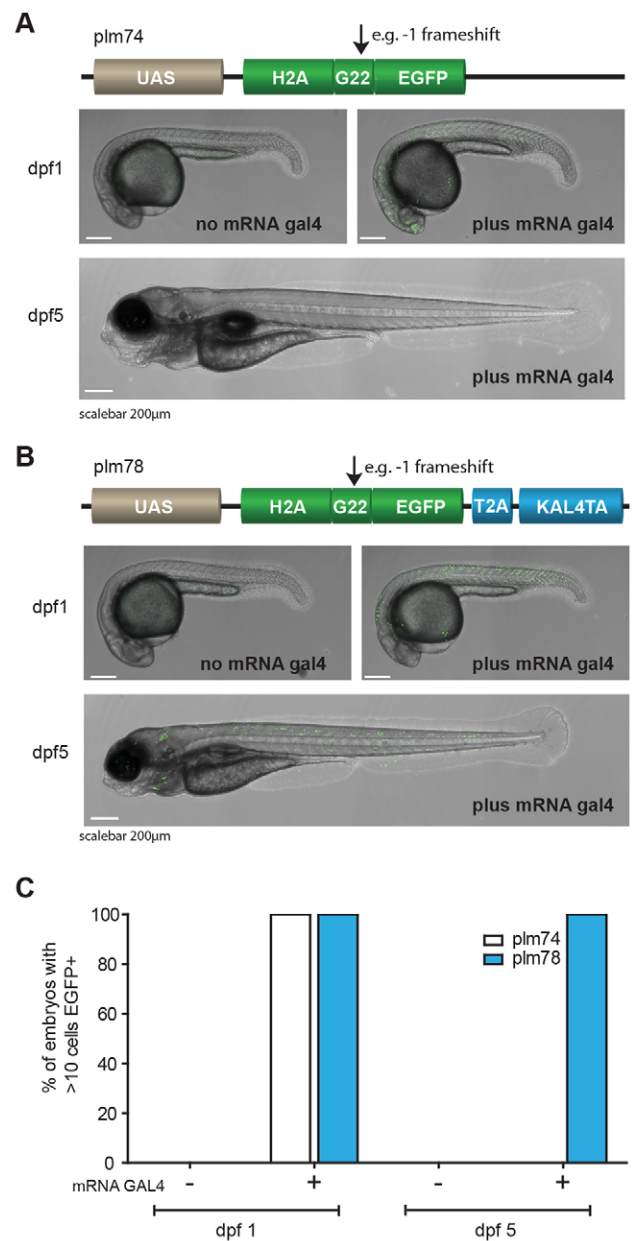 A
plm74
e.g. -1 frameshift
UAS H2A G22 EGFP
dpf1
no mRNA gal4
plus mRNA gal4
dpf5
plus mRNA gal4
scalebar 200µm
B
plm78
e.g. -1 frameshift
UAS H2A G22 EGFP T2A KAL4TA
dpf1
no mRNA gal4
plus mRNA gal4
dpf5
plus mRNA gal4
scalebar 200µm
C
% of embryos with
>10 cells EGFP+
100
80
60
40
20
0
plm74
plm78
mRNA GAL4 - + - +
dpf 1 dpf 5